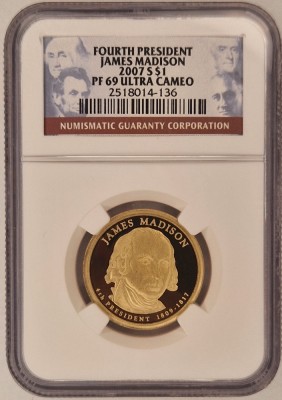 FOURTH PRESIDENT
JAMES MADISON
2007 S $1
PF 69 ULTRA CAMEO
2518014-136
NUMISMATIC GUARANTY CORPORATION
JAMES MADISON
4th PRESIDENT 1809-1817